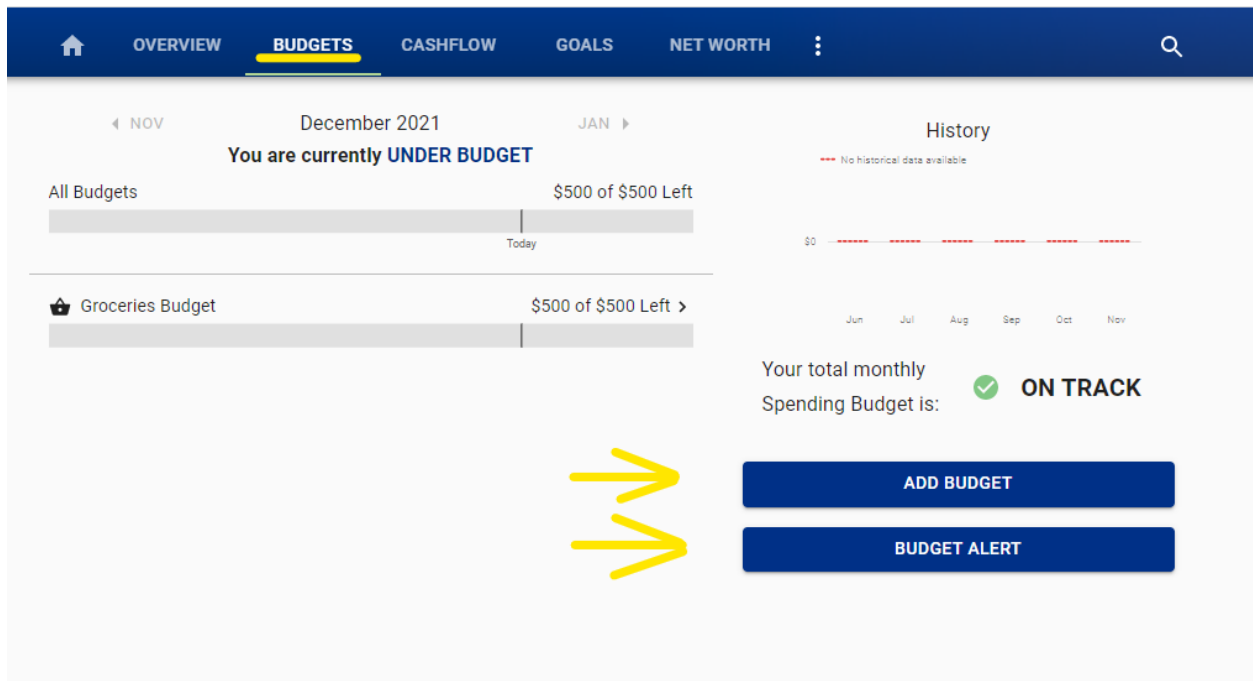 OVERVIEW BUDGETS CASHFLOW GOALS NET WORTH
NOV December 2021 JAN
You are currently UNDER BUDGET
All Budgets $500 of $500 Left
Today
Groceries Budget $500 of $500 Left
History
No historical data available
$0
Jun Jul Aug Sep Oct Nov
Your total monthly
Spending Budget is:
ON TRACK
ADD BUDGET
BUDGET ALERT